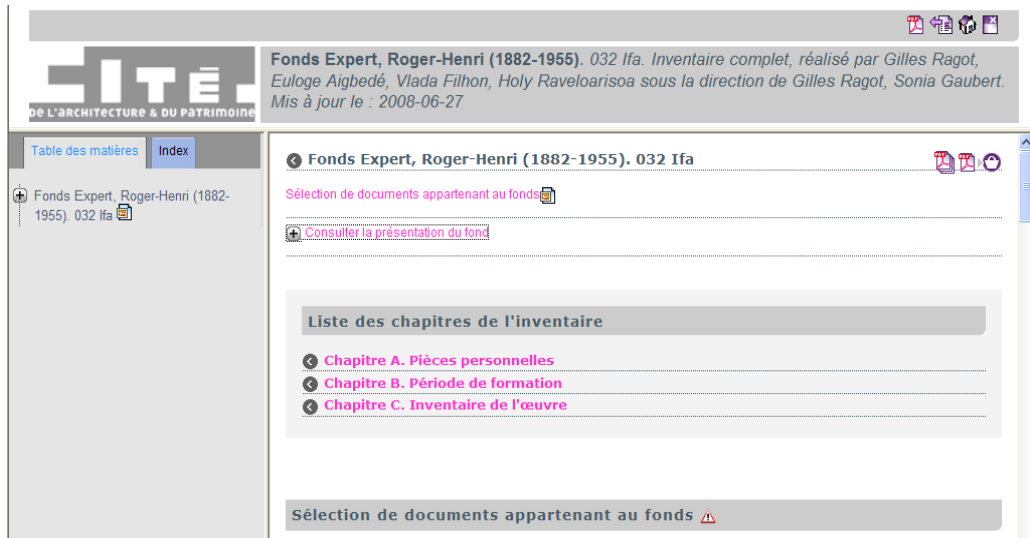 CITÉ
DE L'ARCHITECTURE & DU PATRIMOINE
Fonds Expert, Roger-Henri (1882-1955). 032 Ifa. Inventaire complet, réalisé par Gilles Ragot,
Euloge Aigbedé, Vlada Filhon, Holy Raveloarisoa sous la direction de Gilles Ragot, Sonia Gaubert.
Mis à jour le : 2008-06-27
Table des matières
Index
Fonds Expert, Roger-Henri (1882-
1955). 032 Ifa
Fonds Expert, Roger-Henri (1882-1955). 032 Ifa
Sélection de documents appartenant au fonds
Consulter la présentation du fond
Liste des chapitres de l'inventaire
Chapitre A. Pièces personnelles
Chapitre B. Période de formation
Chapitre C. Inventaire de l'œuvre
Sélection de documents appartenant au fonds